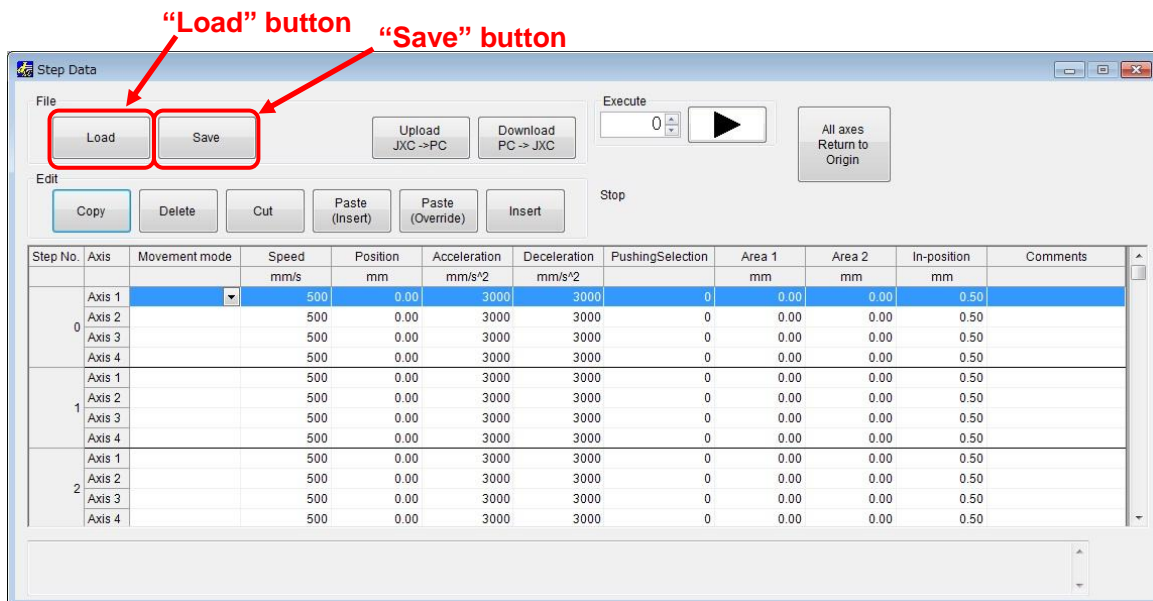 “Load” button
“Save” button
Step Data
File
Load
Save
Upload
JXC ->PC
Download
PC -> JXC
Execute
0
All axes
Return to
Origin
Edit
Copy
Delete
Cut
Paste
(Insert)
Paste
(Override)
Insert
Stop
Step No. Axis Movement mode Speed Position Acceleration Deceleration PushingSelection Area 1 Area 2 In-position Comments
mm/s mm mm/s^2 mm/s^2 mm mm mm
0
Axis 1 500 0.00 3000 3000 0 0.00 0.00 0.50
Axis 2 500 0.00 3000 3000 0 0.00 0.00 0.50
Axis 3 500 0.00 3000 3000 0 0.00 0.00 0.50
Axis 4 500 0.00 3000 3000 0 0.00 0.00 0.50
1
Axis 1 500 0.00 3000 3000 0 0.00 0.00 0.50
Axis 2 500 0.00 3000 3000 0 0.00 0.00 0.50
Axis 3 500 0.00 3000 3000 0 0.00 0.00 0.50
Axis 4 500 0.00 3000 3000 0 0.00 0.00 0.50
2
Axis 1 500 0.00 3000 3000 0 0.00 0.00 0.50
Axis 2 500 0.00 3000 3000 0 0.00 0.00 0.50
Axis 3 500 0.00 3000 3000 0 0.00 0.00 0.50
Axis 4 500 0.00 3000 3000 0 0.00 0.00 0.50